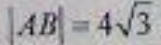 |AB| = 4√3